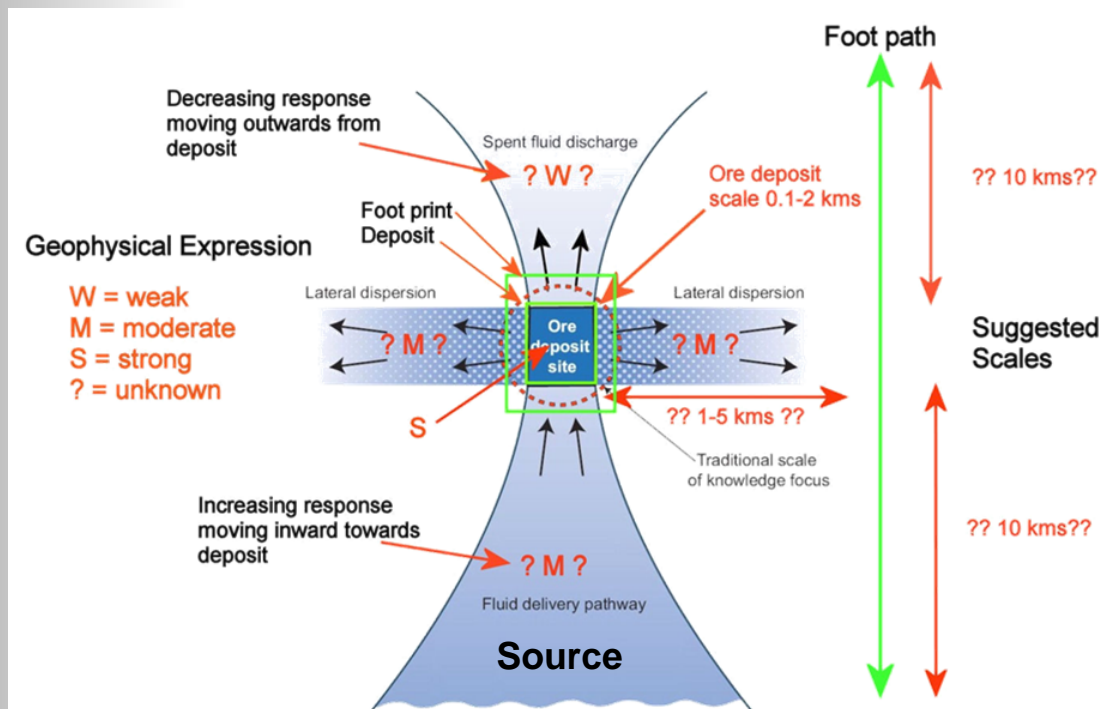 Foot path
Decreasing response
moving outwards from
deposit
Spent fluid discharge
? W ?
Ore deposit
scale 0.1-2 kms
?? 10 kms??
Foot print
Deposit
Geophysical Expression
W = weak
M = moderate
S = strong
? = unknown
Lateral dispersion
Lateral dispersion
? M ?
Ore
deposit
site
? M ?
Suggested
Scales
S
?? 1-5 kms ??
Traditional scale
of knowledge focus
Increasing response
moving inward towards
deposit
?? 10 kms??
? M ?
Fluid delivery pathway
Source